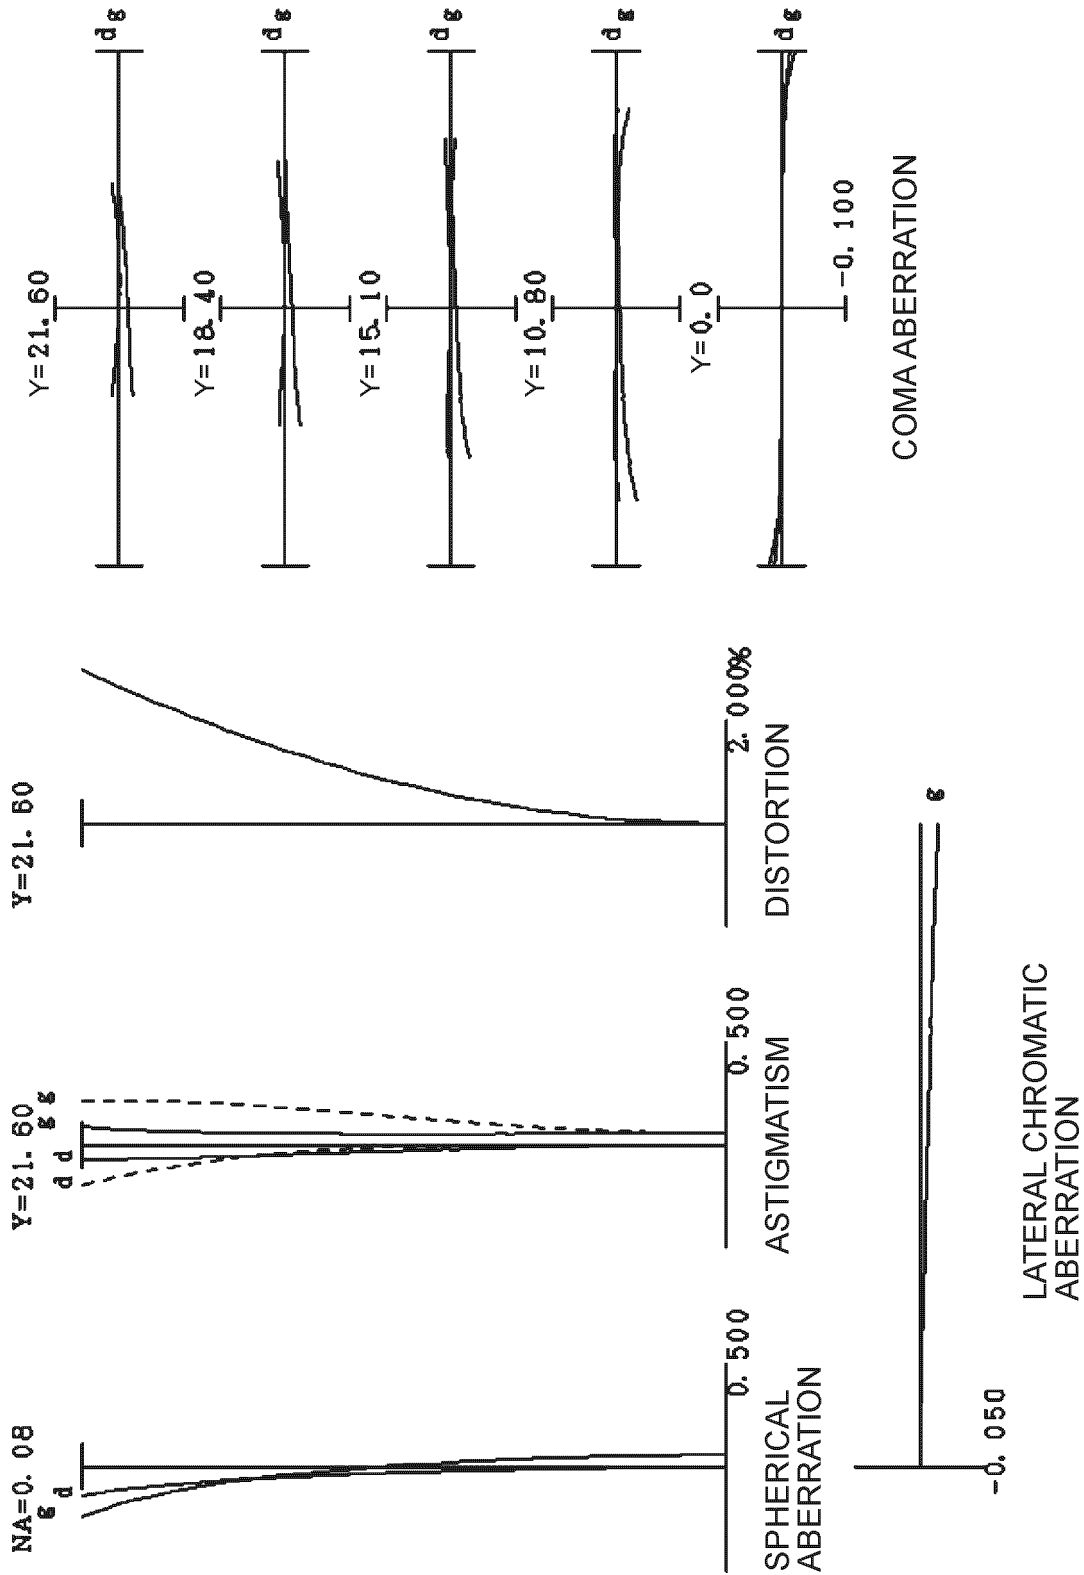 NA=0. 08
g
d
0. 500
SPHERICAL
ABERRATION
Y=21. 60
d
d
g
g
0. 500
ASTIGMATISM
Y=21. 60
2. 000%
DISTORTION
Y=21. 60
d
g
Y=18. 40
d
g
Y=15. 10
d
g
Y=10. 80
d
g
Y=0. 0
d
g
-0. 100
COMA ABERRATION
g
-0. 050
LATERAL CHROMATIC
ABERRATION